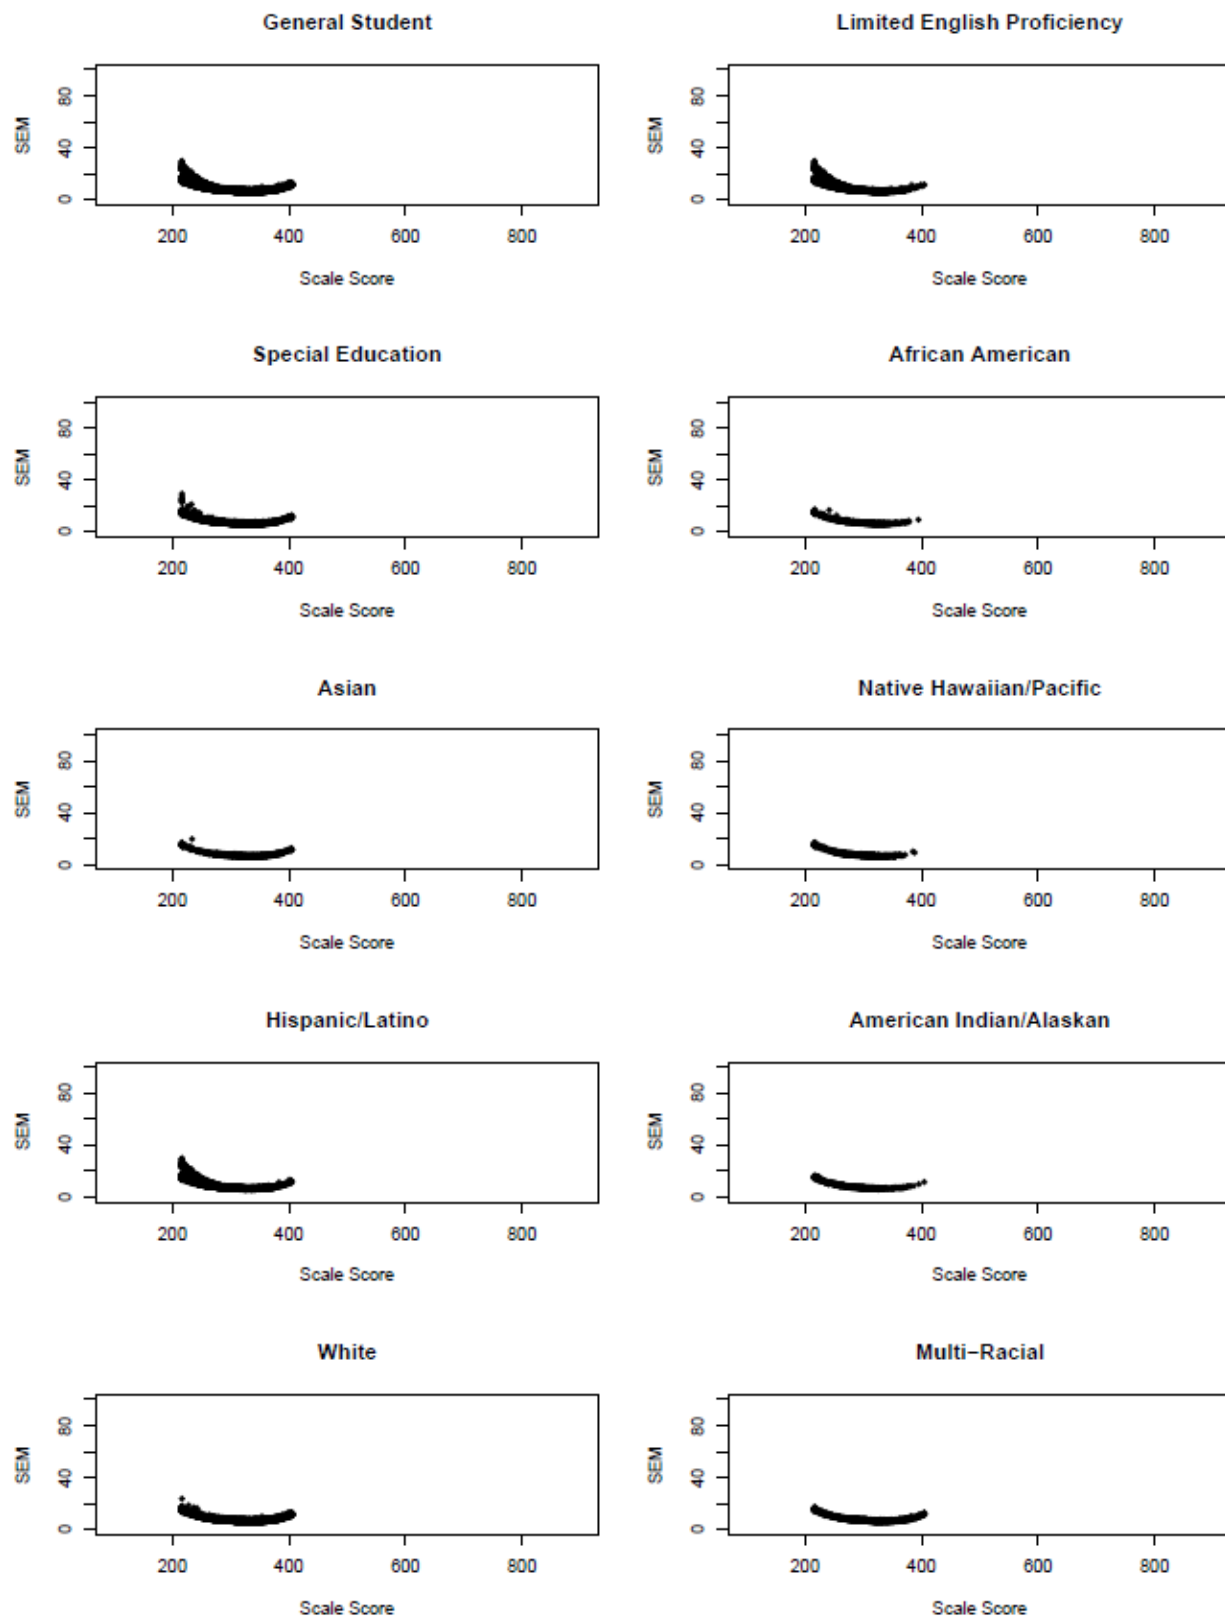 General Student
Limited English Proficiency
SEM
0 40 80
200 400 600 800
Scale Score
SEM
0 40 80
200 400 600 800
Scale Score
Special Education
African American
SEM
0 40 80
200 400 600 800
Scale Score
SEM
0 40 80
200 400 600 800
Scale Score
Asian
Native Hawaiian/Pacific
SEM
0 40 80
200 400 600 800
Scale Score
SEM
0 40 80
200 400 600 800
Scale Score
Hispanic/Latino
American Indian/Alaskan
SEM
0 40 80
200 400 600 800
Scale Score
SEM
0 40 80
200 400 600 800
Scale Score
White
Multi−Racial
SEM
0 40 80
200 400 600 800
Scale Score
SEM
0 40 80
200 400 600 800
Scale Score